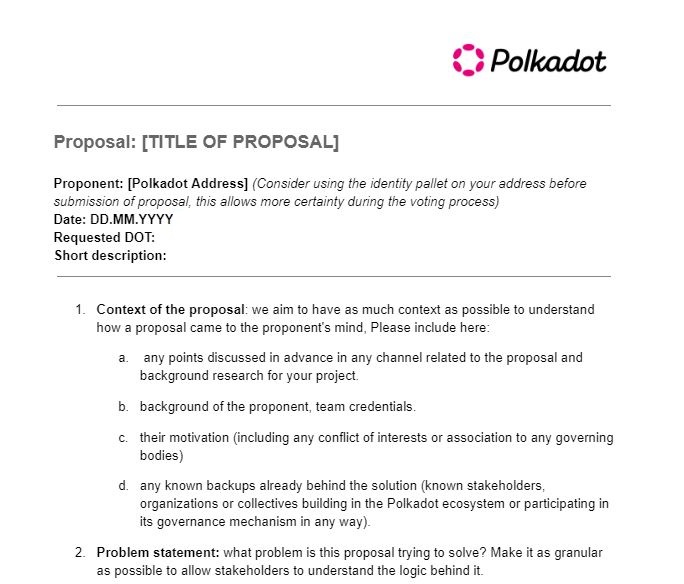 Polkadot
Proposal: [TITLE OF PROPOSAL]
Proponent: [Polkadot Address] (Consider using the identity pallet on your address before
submission of proposal, this allows more certainty during the voting process)
Date: DD.MM.YYYY
Requested DOT:
Short description:
1. Context of the proposal: we aim to have as much context as possible to understand
how a proposal came to the proponent's mind, Please include here:
a. any points discussed in advance in any channel related to the proposal and
background research for your project.
b. background of the proponent, team credentials.
c. their motivation (including any conflict of interests or association to any governing
bodies)
d. any known backups already behind the solution (known stakeholders,
organizations or collectives building in the Polkadot ecosystem or participating in
its governance mechanism in any way).
2. Problem statement: what problem is this proposal trying to solve? Make it as granular
as possible to allow stakeholders to understand the logic behind it.